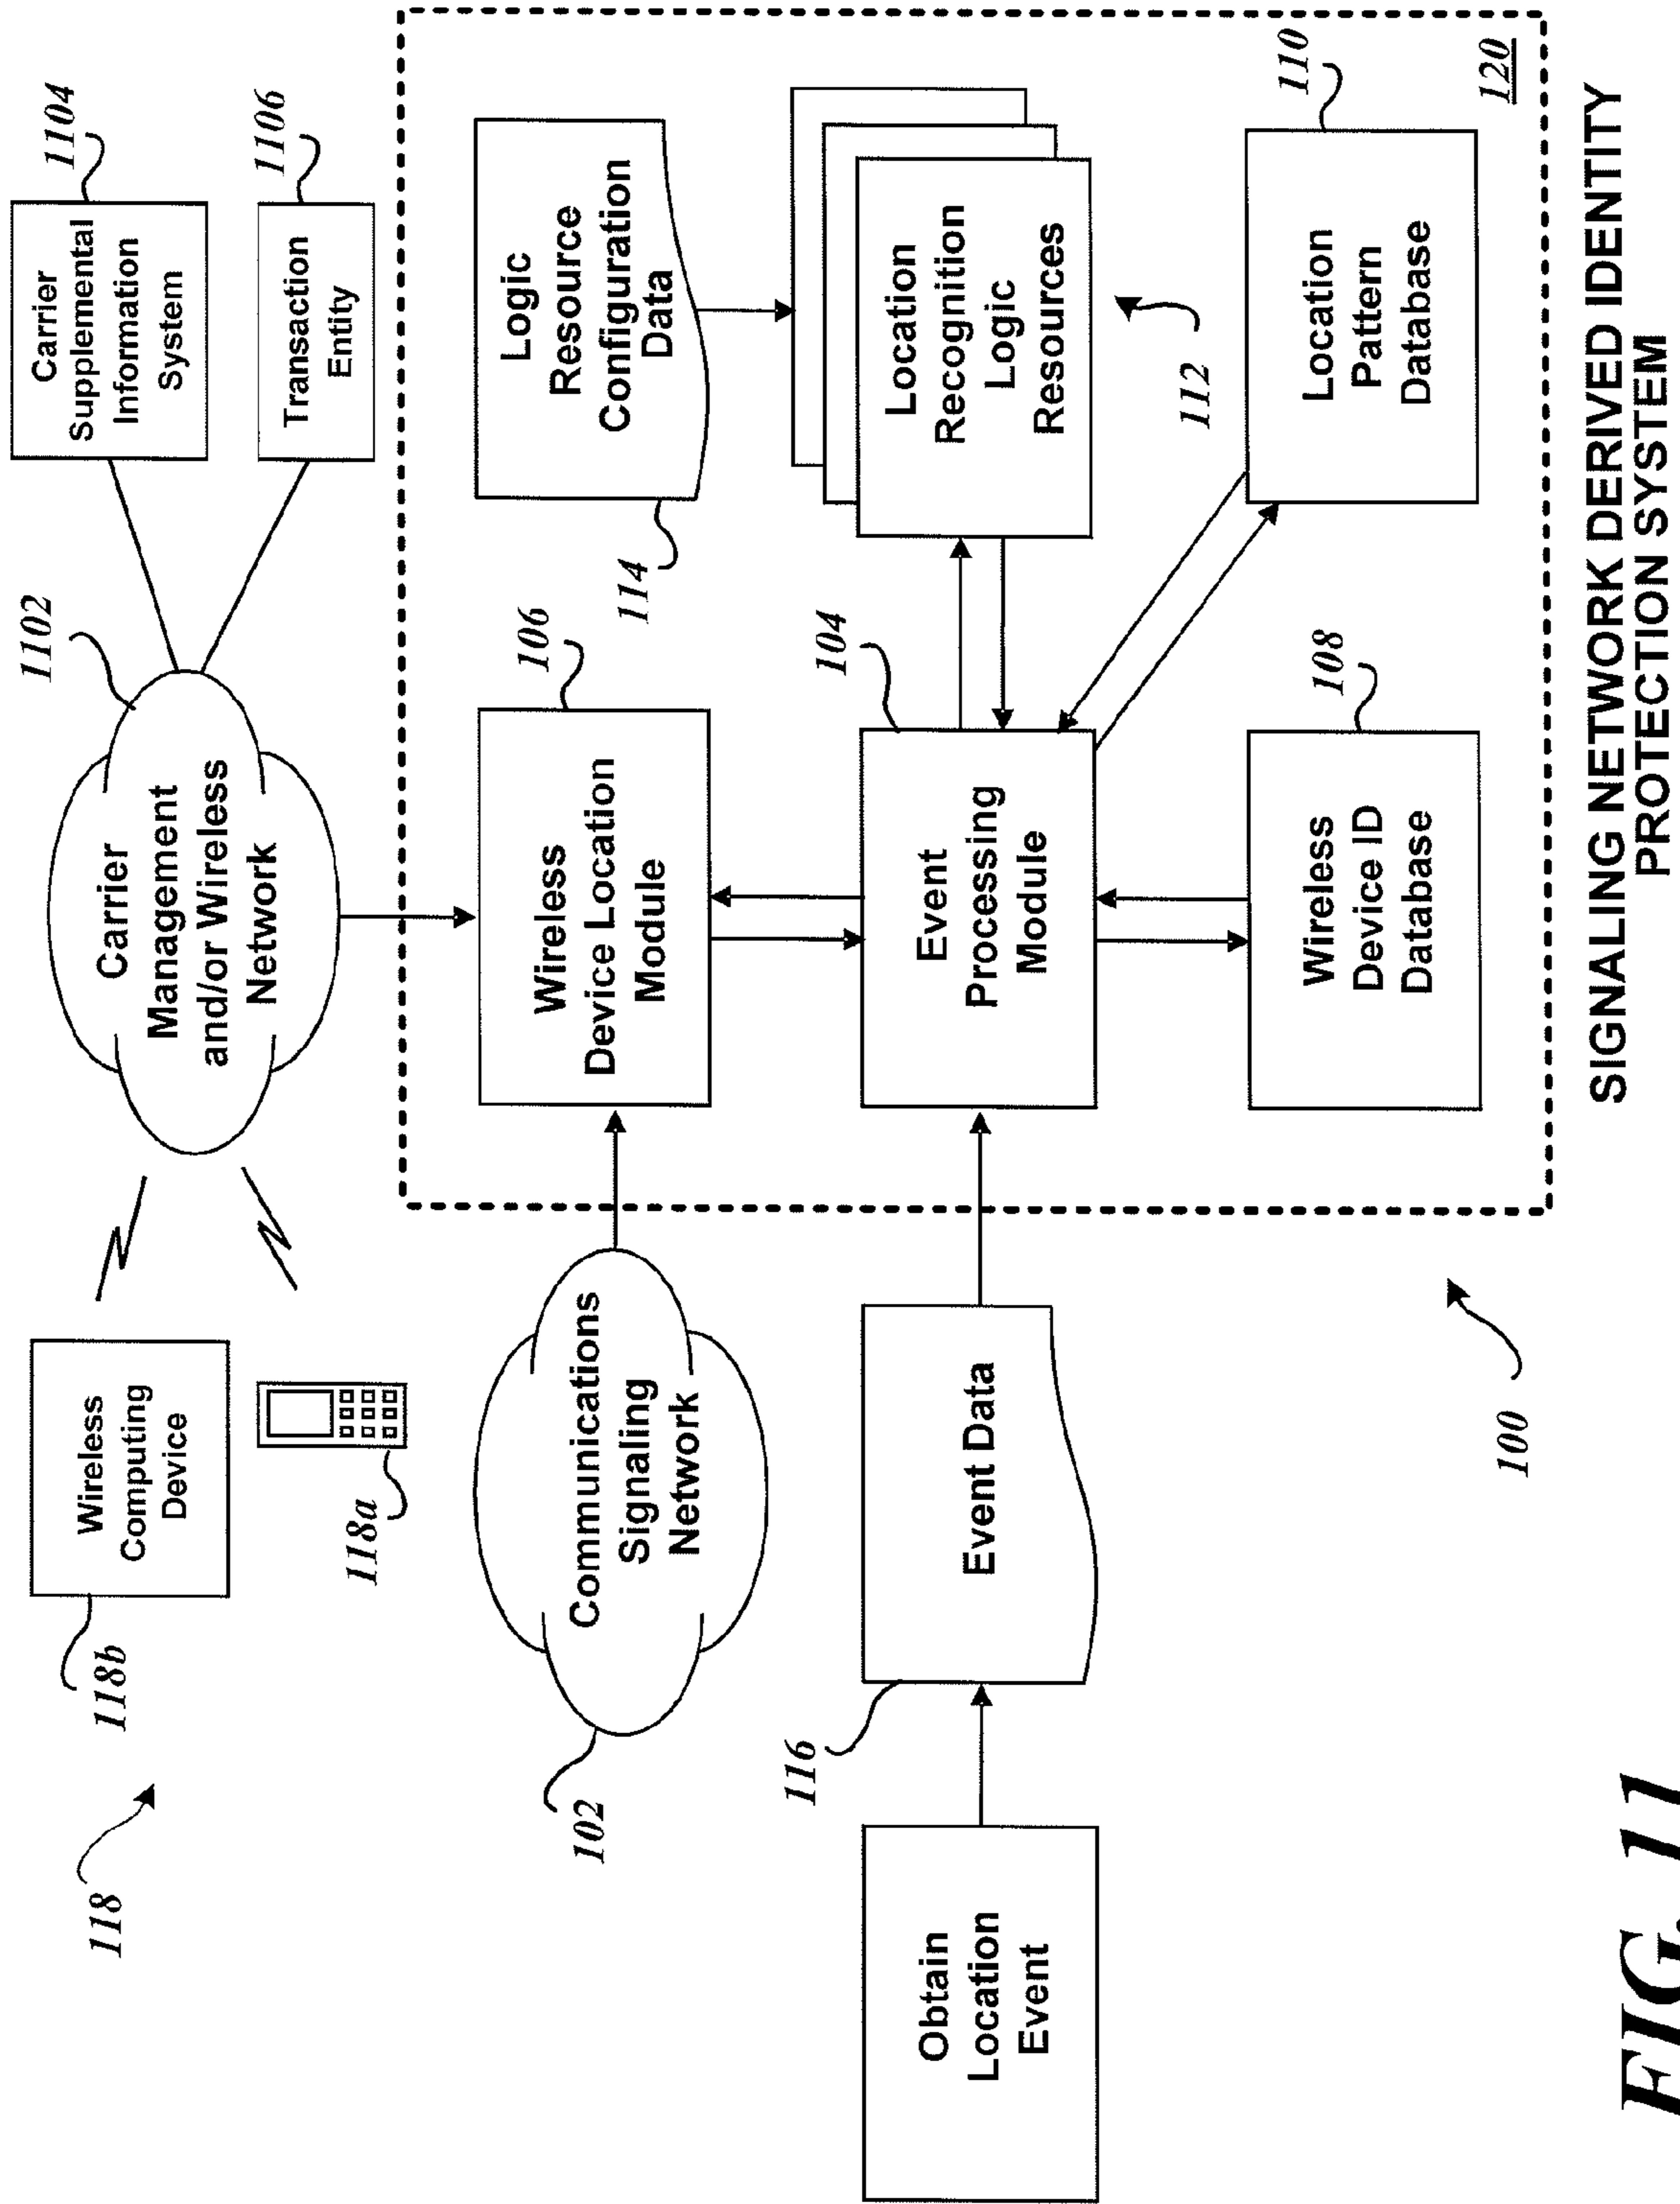 118
118b
Wireless
Computing
Device
118a
Carrier
Management
and/or Wireless
Network
1102
Carrier
Supplemental
Information
System
1104
Transaction
Entity
1106
102
Communications
Signaling
Network
Wireless
Device Location
Module
106
Logic
Resource
Configuration
Data
114
Obtain
Location
Event
116
Event Data
Event
Processing
Module
104
Location
Recognition
Logic
Resources
112
Wireless
Device ID
Database
108
Location
Pattern
Database
110
120
100
SIGNALING NETWORK DERIVED IDENTITY
PROTECTION SYSTEM
FIG. 11